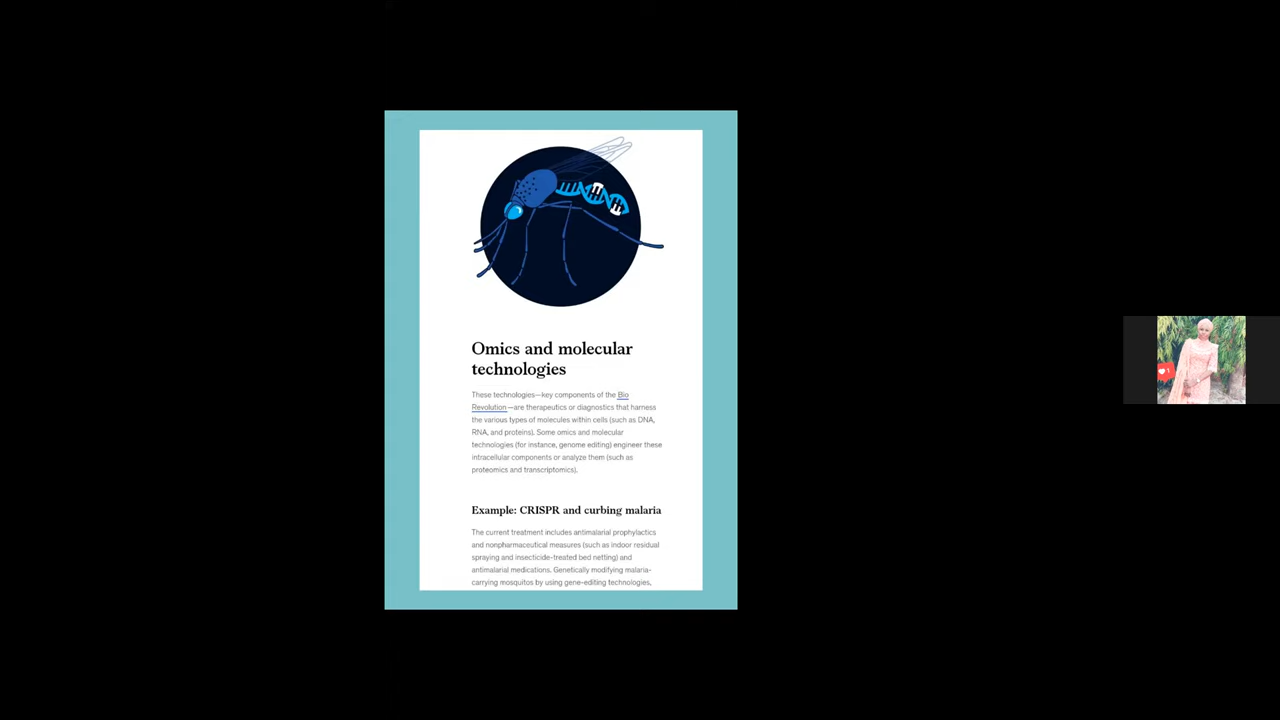 Omics and molecular
technologies
These technologies—key components of the Bio
Revolution—are therapeutics or diagnostics that harness
the various types of molecules within cells (such as DNA,
RNA, and proteins). Some omics and molecular
technologies (for instance, genome editing) engineer these
intracellular components or analyze them (such as
proteomics and transcriptomics).
Example: CRISPR and curbing malaria
The current treatment includes antimalarial prophylactics
and nonpharmaceutical measures (such as indoor residual
spraying and insecticide-treated bed netting) and
antimalarial medications. Genetically modifying malaria-
carrying mosquitos by using gene-editing technologies,
1